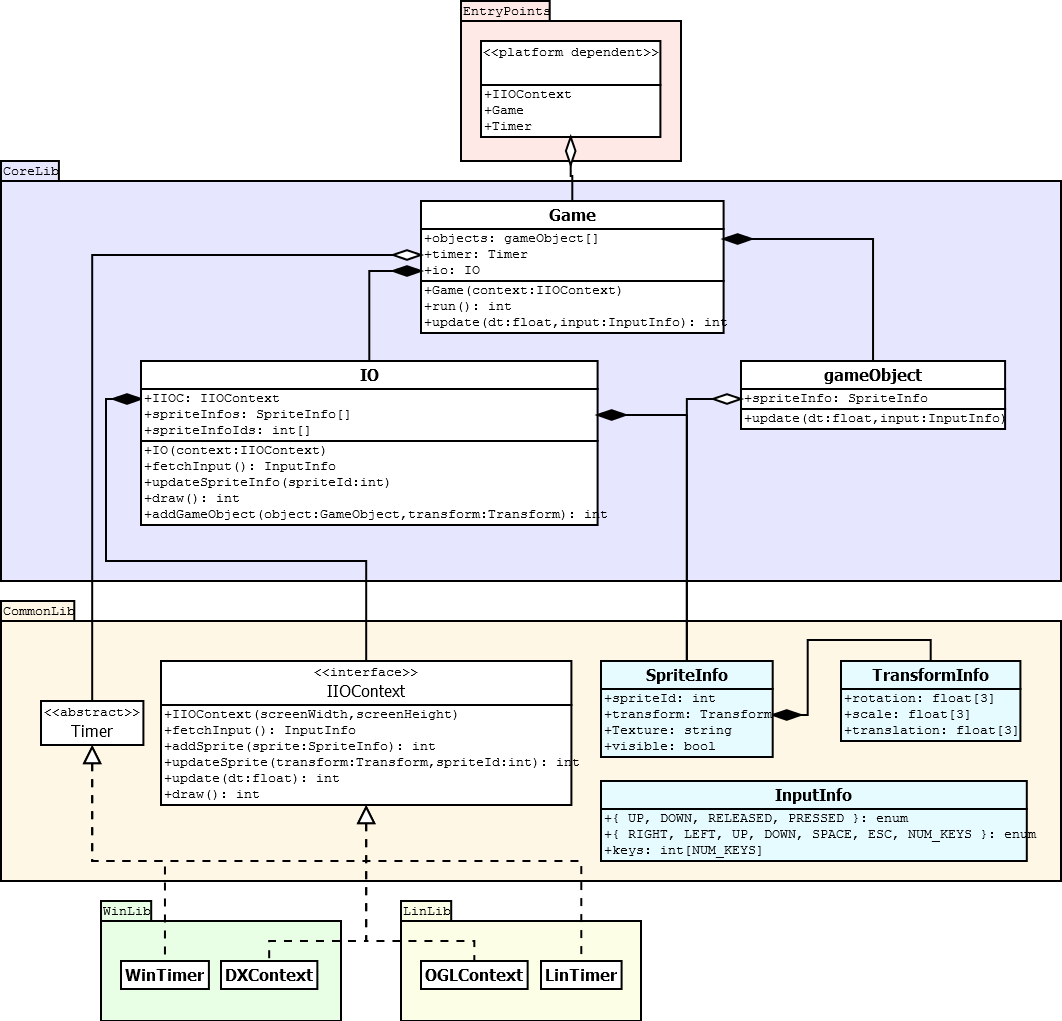 EntryPoints
<<platform dependent>>
+IIOContext
+Game
+Timer
CoreLib
Game
+objects: gameObject[]
+timer: Timer
+io: IO
+Game(context:IIOContext)
+run(): int
+update(dt:float,input:InputInfo): int
IO
+IIOC: IIOContext
+spriteInfos: SpriteInfo[]
+spriteInfoIds: int[]
+IO(context:IIOContext)
+fetchInput(): InputInfo
+updateSpriteInfo(spriteId:int)
+draw(): int
+addGameObject(object:GameObject,transform:Transform): int
gameObject
+spriteInfo: SpriteInfo
+update(dt:float,input:InputInfo)
CommonLib
<<abstract>>
Timer
<<interface>>
IIOContext
+IIOContext(screenWidth,screenHeight)
+fetchInput(): InputInfo
+addSprite(sprite:SpriteInfo): int
+updateSprite(transform:Transform,spriteId:int): int
+update(dt:float): int
+draw(): int
SpriteInfo
+spriteId: int
+transform: Transform
+Texture: string
+visible: bool
TransformInfo
+rotation: float[3]
+scale: float[3]
+translation: float[3]
InputInfo
+{ UP, DOWN, RELEASED, PRESSED }: enum
+{ RIGHT, LEFT, UP, DOWN, SPACE, ESC, NUM_KEYS }: enum
+keys: int[NUM_KEYS]
WinLib
WinTimer
DXContext
LinLib
OGLContext
LinTimer